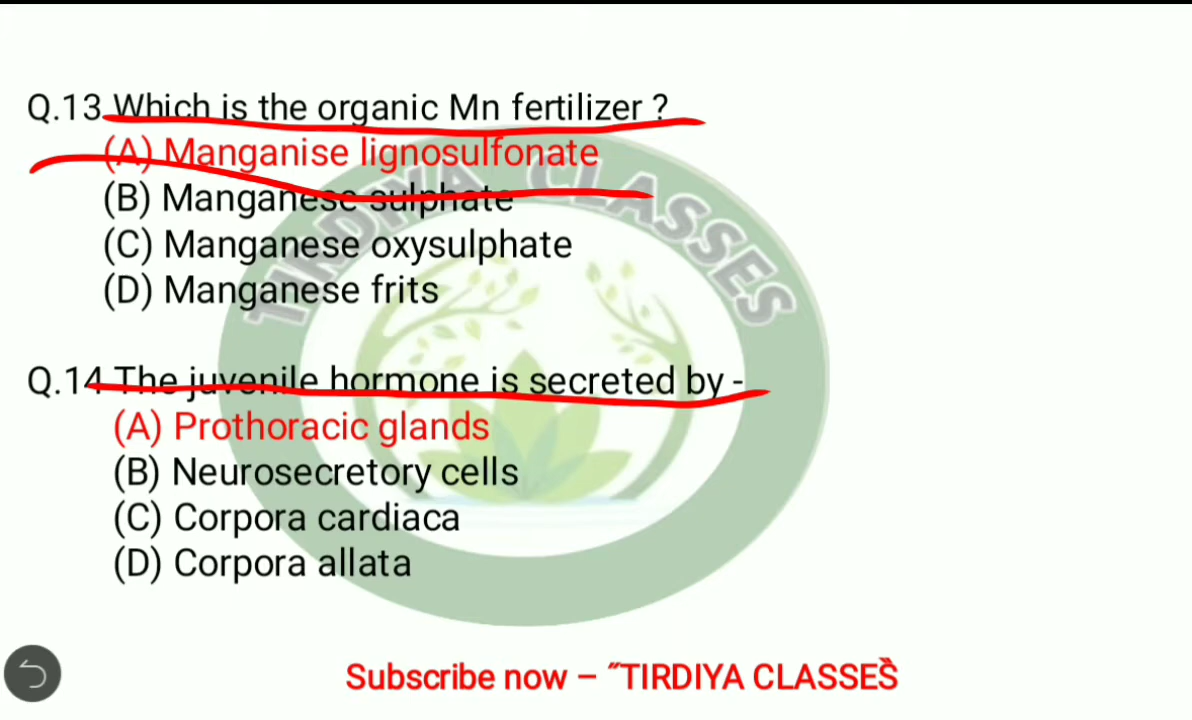 Q.13 Which is the organic Mn fertilizer ?
(A) Manganise lignosulfonate
(B) Manganese sulphate
(C) Manganese oxysulphate
(D) Manganese frits
TIRDIYA CLASSES
Q.14 The juvenile hormone is secreted by -
(A) Prothoracic glands
(B) Neurosecretory cells
(C) Corpora cardiaca
(D) Corpora allata
Subscribe now – ˝TIRDIYA CLASSES̏